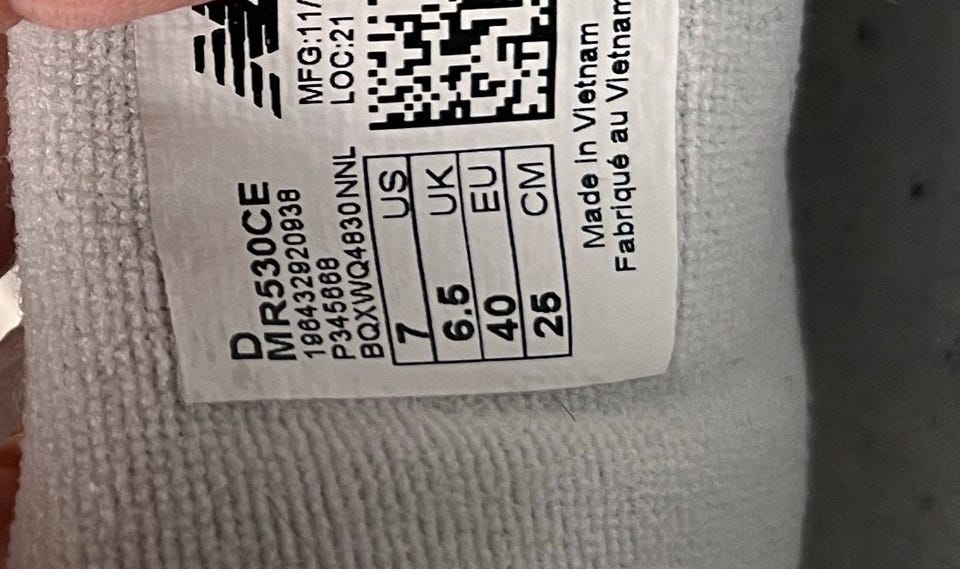 D
MR530CE
196432920938
P345668
BQXWQ4830NNL
MFG:11/
LOC:21
7 US
6.5 UK
40 EU
25 CM
Made in Vietnam
Fabriqué au Vietnam